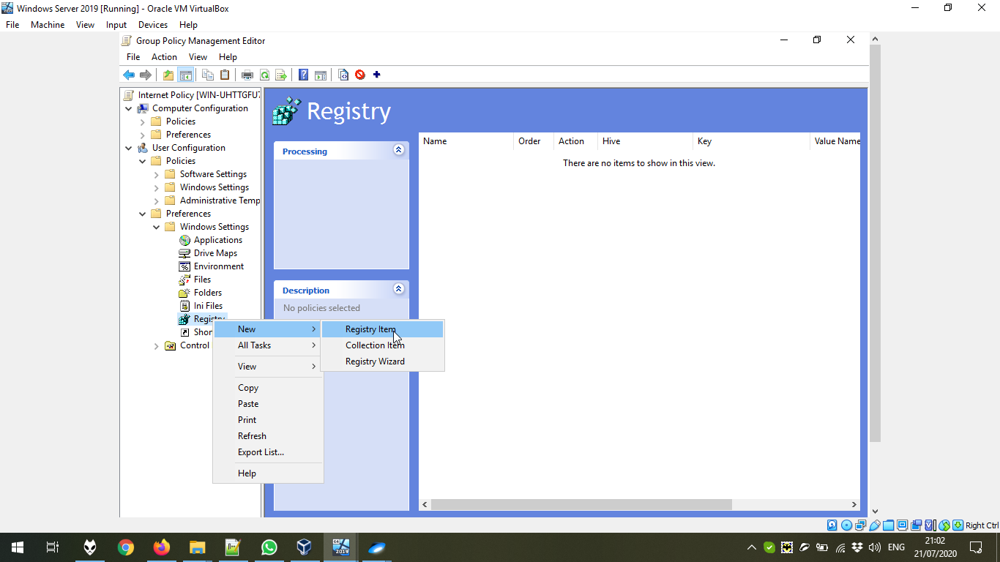 Windows Server 2019 [Running] - Oracle VM VirtualBox
File Machine View Input Devices Help
Group Policy Management Editor
File Action View Help
Internet Policy [WIN-UHTTGFU7
Computer Configuration
Policies
Preferences
User Configuration
Policies
Software Settings
Windows Settings
Administrative Temp
Preferences
Windows Settings
Applications
Drive Maps
Environment
Files
Folders
Ini Files
Registry
Shor
Control
Registry
Processing
Description
No policies selected
Name Order Action Hive Key Value Name
There are no items to show in this view.
New
All Tasks
View
Copy
Paste
Print
Refresh
Export List...
Help
Registry Item
Collection Item
Registry Wizard
Right Ctrl
2019
ENG
21:02
21/07/2020